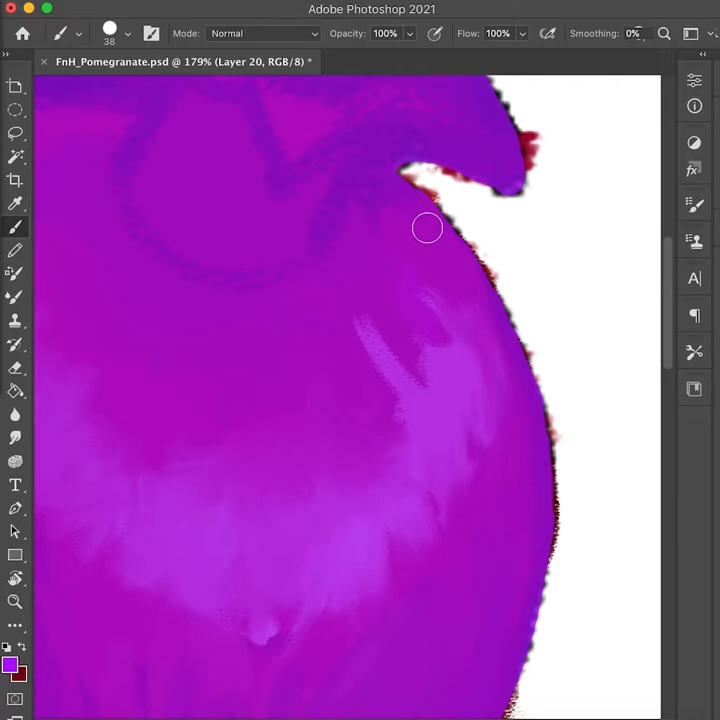 Adobe Photoshop 2021
38
Mode: Normal
Opacity: 100%
Flow: 100%
Smoothing: 0%
FnH_Pomegranate.psd @ 179% (Layer 20, RGB/8) *